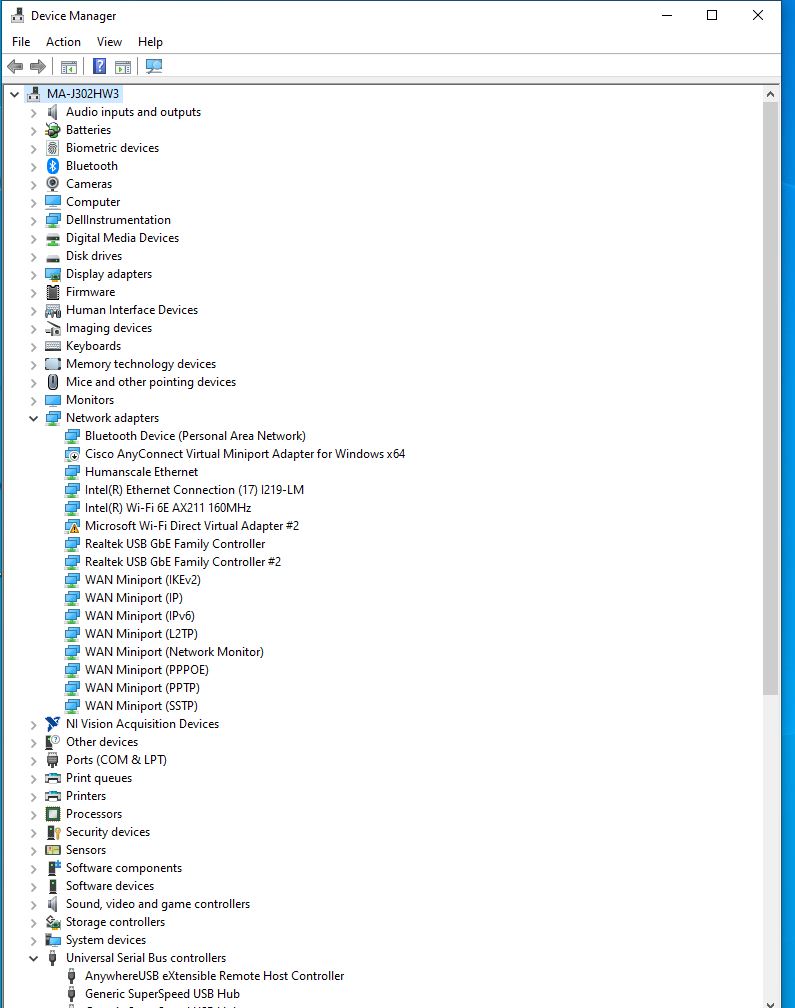 Device Manager
File Action View Help
MA-J302HW3
Audio inputs and outputs
Batteries
Biometric devices
Bluetooth
Cameras
Computer
DellInstrumentation
Digital Media Devices
Disk drives
Display adapters
Firmware
Human Interface Devices
Imaging devices
Keyboards
Memory technology devices
Mice and other pointing devices
Monitors
Network adapters
Bluetooth Device (Personal Area Network)
Cisco AnyConnect Virtual Miniport Adapter for Windows x64
Humanscale Ethernet
Intel(R) Ethernet Connection (17) I219-LM
Intel(R) Wi-Fi 6E AX211 160MHz
Microsoft Wi-Fi Direct Virtual Adapter #2
Realtek USB GbE Family Controller
Realtek USB GbE Family Controller #2
WAN Miniport (IKEv2)
WAN Miniport (IP)
WAN Miniport (IPv6)
WAN Miniport (L2TP)
WAN Miniport (Network Monitor)
WAN Miniport (PPPOE)
WAN Miniport (PPTP)
WAN Miniport (SSTP)
NI Vision Acquisition Devices
Other devices
Ports (COM & LPT)
Print queues
Printers
Processors
Security devices
Sensors
Software components
Software devices
Sound, video and game controllers
Storage controllers
System devices
Universal Serial Bus controllers
AnywhereUSB eXtensible Remote Host Controller
Generic SuperSpeed USB Hub